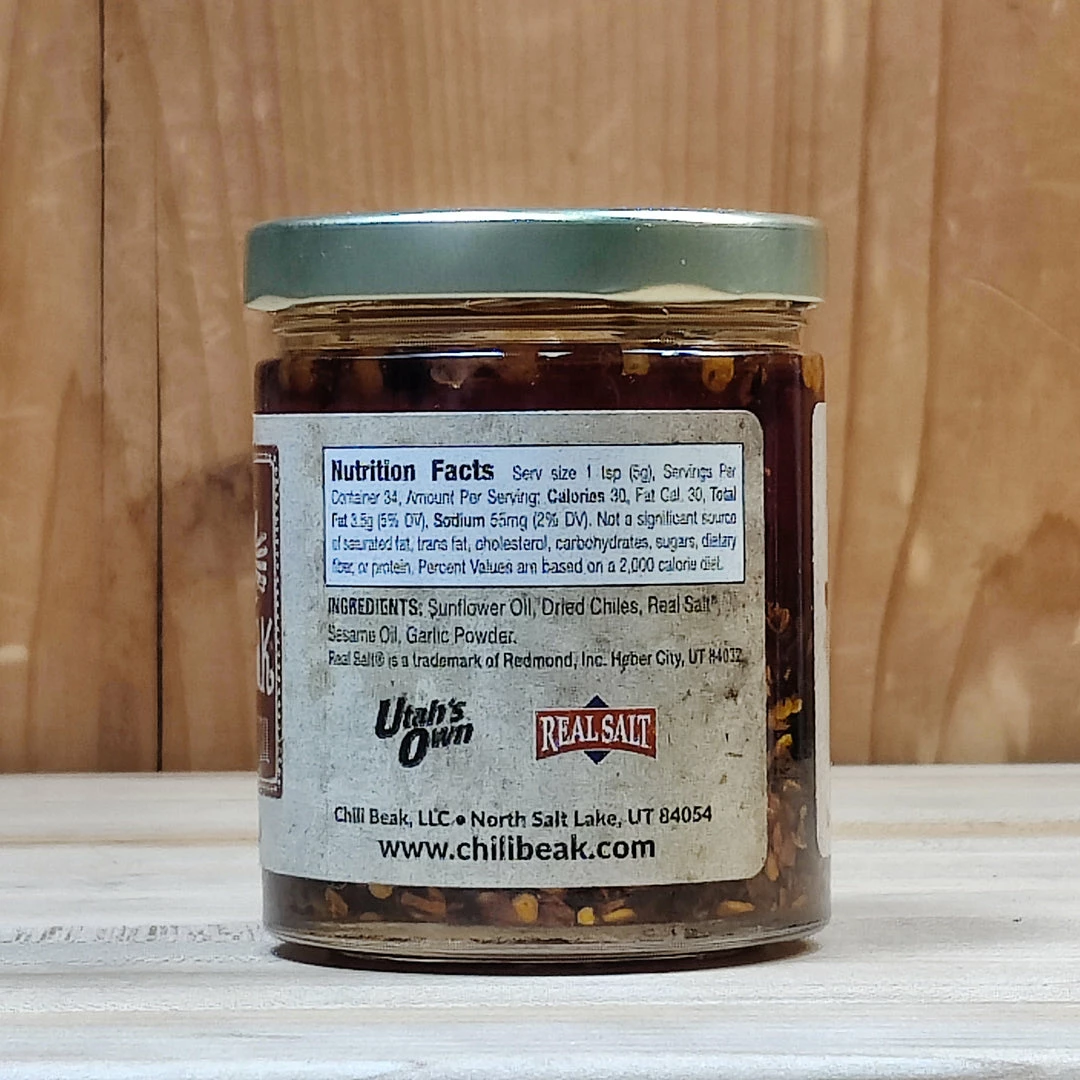 Nutrition Facts Serv size 1 tsp (5g), Servings Per
Container 34, Amount Per Serving: Calories 30, Fat Cal. 30, Total
Fat 3.5g (5% DV), Sodium 55mg (2% DV). Not a significant source
of saturated fat, trans fat, cholesterol, carbohydrates, sugars, dietary
fiber, or protein. Percent Values are based on a 2,000 calorie diet.
INGREDIENTS: Sunflower Oil, Dried Chiles, Real Salt®,
Sesame Oil, Garlic Powder.
Real Salt® is a trademark of Redmond, Inc. Heber City, UT 84032
Utah's
Own
REAL SALT
Chili Beak, LLC • North Salt Lake, UT 84054
www.chilibeak.com